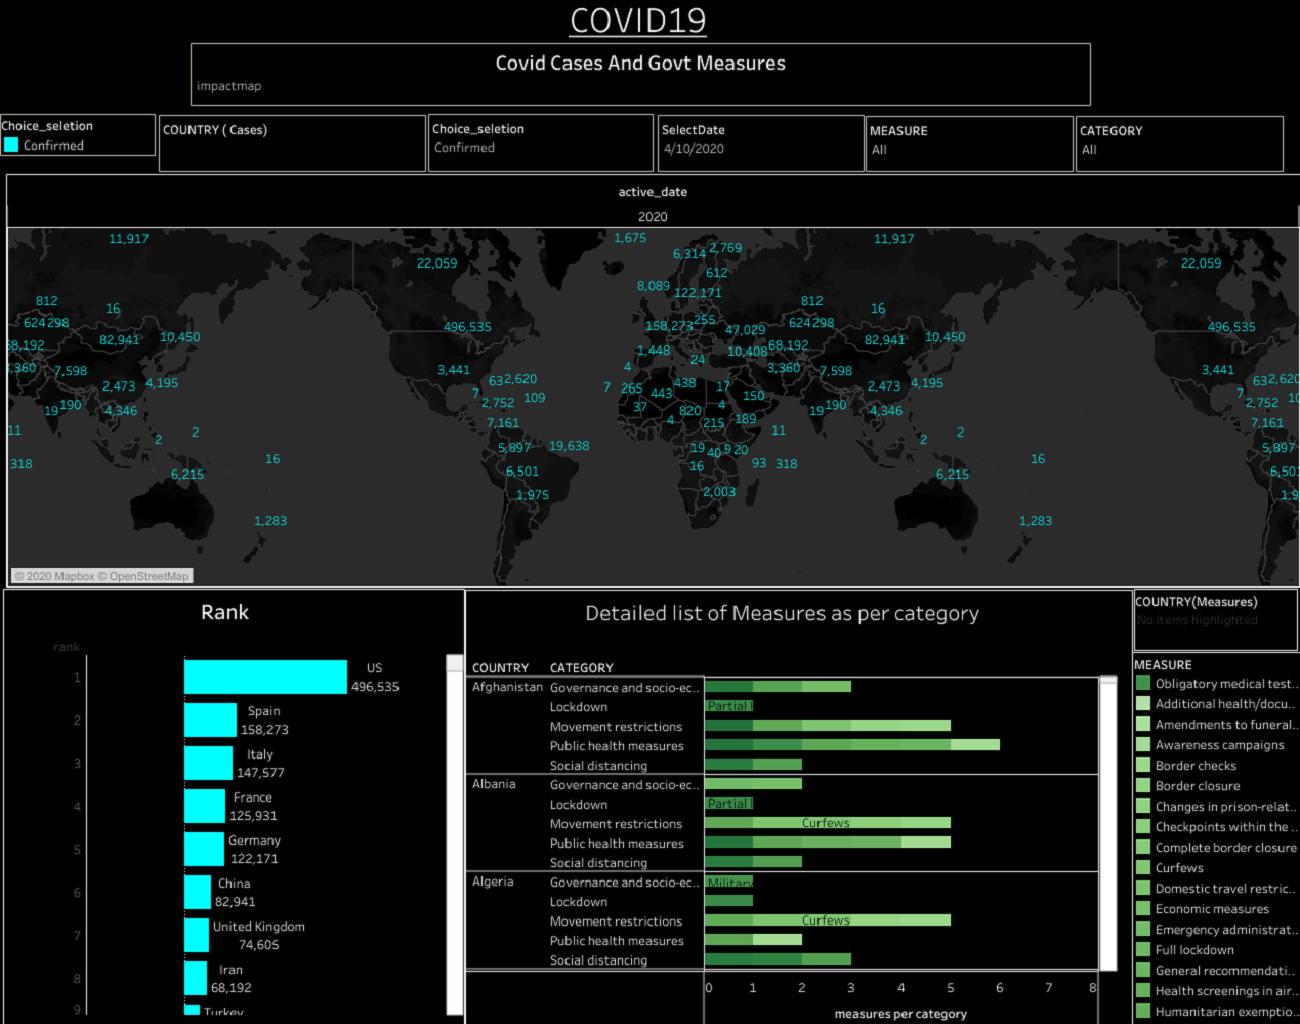 COVID19
Covid Cases And Govt Measures
impactmap
Choice_seletion
Confirmed
COUNTRY ( Cases)
Choice_seletion
Confirmed
SelectDate
4/10/2020
MEASURE
All
CATEGORY
All
active_date
2020
11,917 1,675 11,917
6,314 2,769
22,059 612 22,059
8,089 122,171
812 16 812 16
624 298 496,535 158,273 255 47,029 624 298 496,535
68,192 82,941 10,450 68,192 82,941 10,450
1,448 24 10,408
3,360 7,598 3,441 4 3,360 7,598 3,441
2,473 4,195 63 2,620 7 265 438 17 2,473 4,195 63 2,620
7 109 443 150 7
19 190 4,346 2,752 37 820 4 19 190 4,346 2,752
7,161 4 215 189 7,161
11 2 2 11 2 2
5,897 19,638 19 40 9 20 5,897
318 16 16 93 318 16
6,215 6,501 6,215
1,975 2,003
1,283 1,283
© 2020 Mapbox © OpenStreetMap
Rank
rank
1 US 496,535
2 Spain 158,273
3 Italy 147,577
4 France 125,931
5 Germany 122,171
6 China 82,941
7 United Kingdom 74,605
8 Iran 68,192
9 Turkey
Detailed list of Measures as per category
COUNTRY CATEGORY
Afghanistan Governance and socio-ec..
Lockdown Partial l
Movement restrictions
Public health measures
Social distancing
Albania Governance and socio-ec..
Lockdown Partial l
Movement restrictions Curfews
Public health measures
Social distancing
Algeria Governance and socio-ec.. Military
Lockdown
Movement restrictions Curfews
Public health measures
Social distancing
0 1 2 3 4 5 6 7 8
measures per category
COUNTRY(Measures)
No items highlighted
MEASURE
Obligatory medical test..
Additional health/docu..
Amendments to funeral..
Awareness campaigns
Border checks
Border closure
Changes in prison-relat..
Checkpoints within the ..
Complete border closure
Curfews
Domestic travel restric..
Economic measures
Emergency administrat..
Full lockdown
General recommendati..
Health screenings in air..
Humanitarian exemptio..